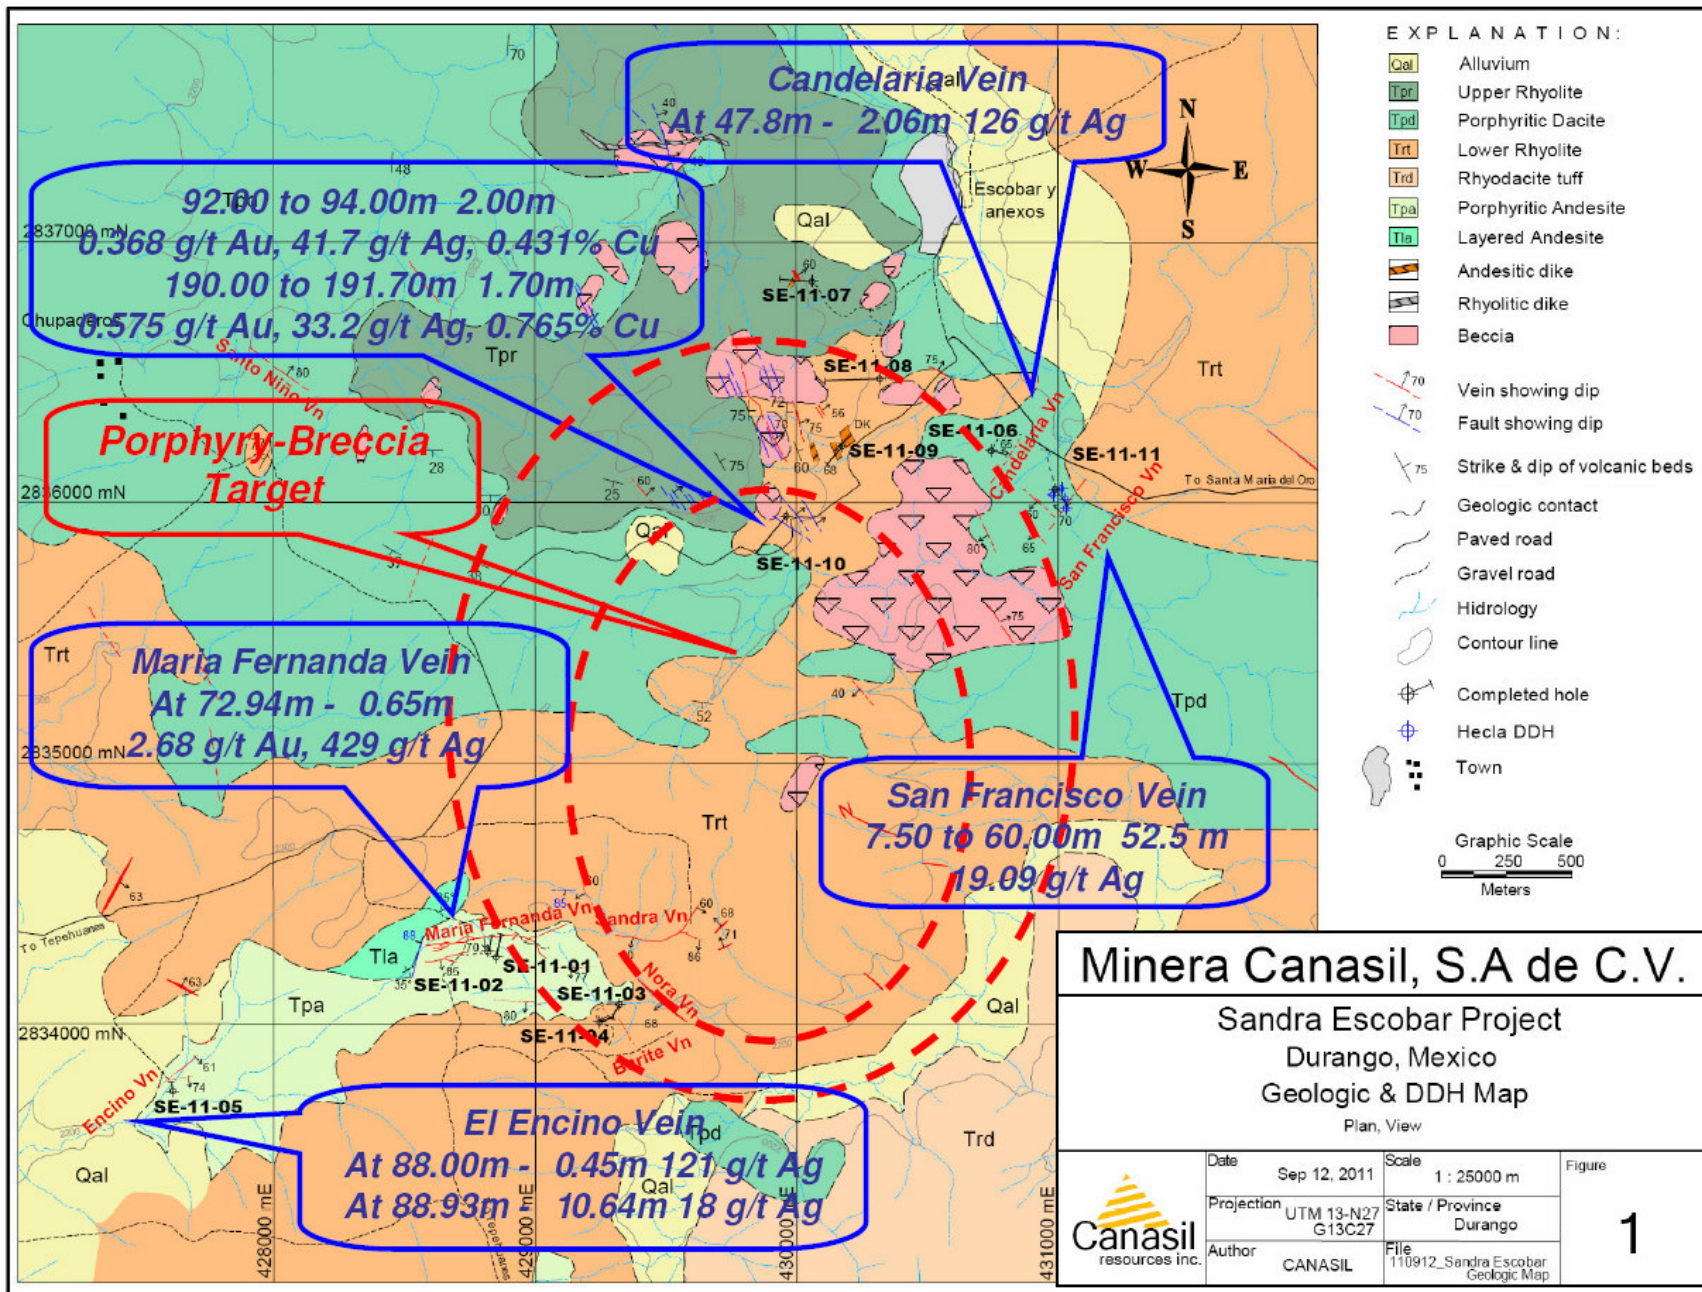 EXPLANATION:
Qal Alluvium
Tpr Upper Rhyolite
Tpd Porphyritic Dacite
Trt Lower Rhyolite
Trd Rhyodacite tuff
Tpa Porphyritic Andesite
Tla Layered Andesite
Andesitic dike
Rhyolitic dike
Beccia
70 Vein showing dip
70 Fault showing dip
75 Strike & dip of volcanic beds
Geologic contact
Paved road
Gravel road
Hidrology
Contour line
Completed hole
Hecla DDH
Town
Graphic Scale
0 250 500
Meters
N
W E
S
Candelaria Vein
At 47.8m - 2.06m 126 g/t Ag
92.00 to 94.00m 2.00m
0.368 g/t Au, 41.7 g/t Ag, 0.431% Cu
190.00 to 191.70m 1.70m
0.575 g/t Au, 33.2 g/t Ag, 0.765% Cu
Porphyry-Breccia
Target
Maria Fernanda Vein
At 72.94m - 0.65m
2.68 g/t Au, 429 g/t Ag
San Francisco Vein
7.50 to 60.00m 52.5 m
19.09 g/t Ag
El Encino Vein
At 88.00m - 0.45m 121 g/t Ag
At 88.93m - 10.64m 18 g/t Ag
2837000 mN
2836000 mN
2835000 mN
2834000 mN
428000 mE
429000 mE
430000 mE
431000 mE
Chupaderos
Escobar y
anexos
Santo Niño Vn
Candelaria Vn
San Francisco Vn
Maria Fernanda Vn
Sandra Vn
Nora Vn
Barite Vn
Encino Vn
SE-11-07
SE-11-08
SE-11-06
SE-11-09
SE-11-11
SE-11-10
SE-11-01
SE-11-02
SE-11-03
SE-11-04
SE-11-05
To Santa Maria del Oro
To Tepehuanes
Tepehuanes
Qal
Qal
Qal
Qal
Qal
Qal
Tpr
Trt
Trt
Trt
Tpd
Tpd
Tla
Tpa
Trd
DK
Minera Canasil, S.A de C.V.
Sandra Escobar Project
Durango, Mexico
Geologic & DDH Map
Plan, View
Canasil
resources inc.
Date Sep 12, 2011
Scale 1 : 25000 m
Projection UTM 13-N27
G13C27
State / Province
Durango
Author CANASIL
File
110912_Sandra Escobar
Geologic Map
Figure
1